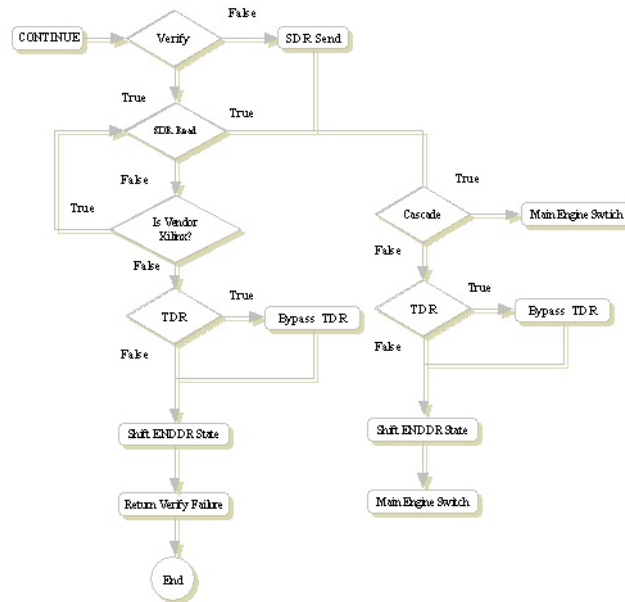 False
CONTINUE
Verify
SDR Send
True
True
SDR Read
False
True
True
Is Vendor
Xilinx?
Cascade
Main Engine Swtich
False
False
True
True
TDR
Bypass TDR
TDR
Bypass TDR
False
False
Shift ENDDR State
Shift ENDDR State
Return Verify Failure
Main Engine Switch
End